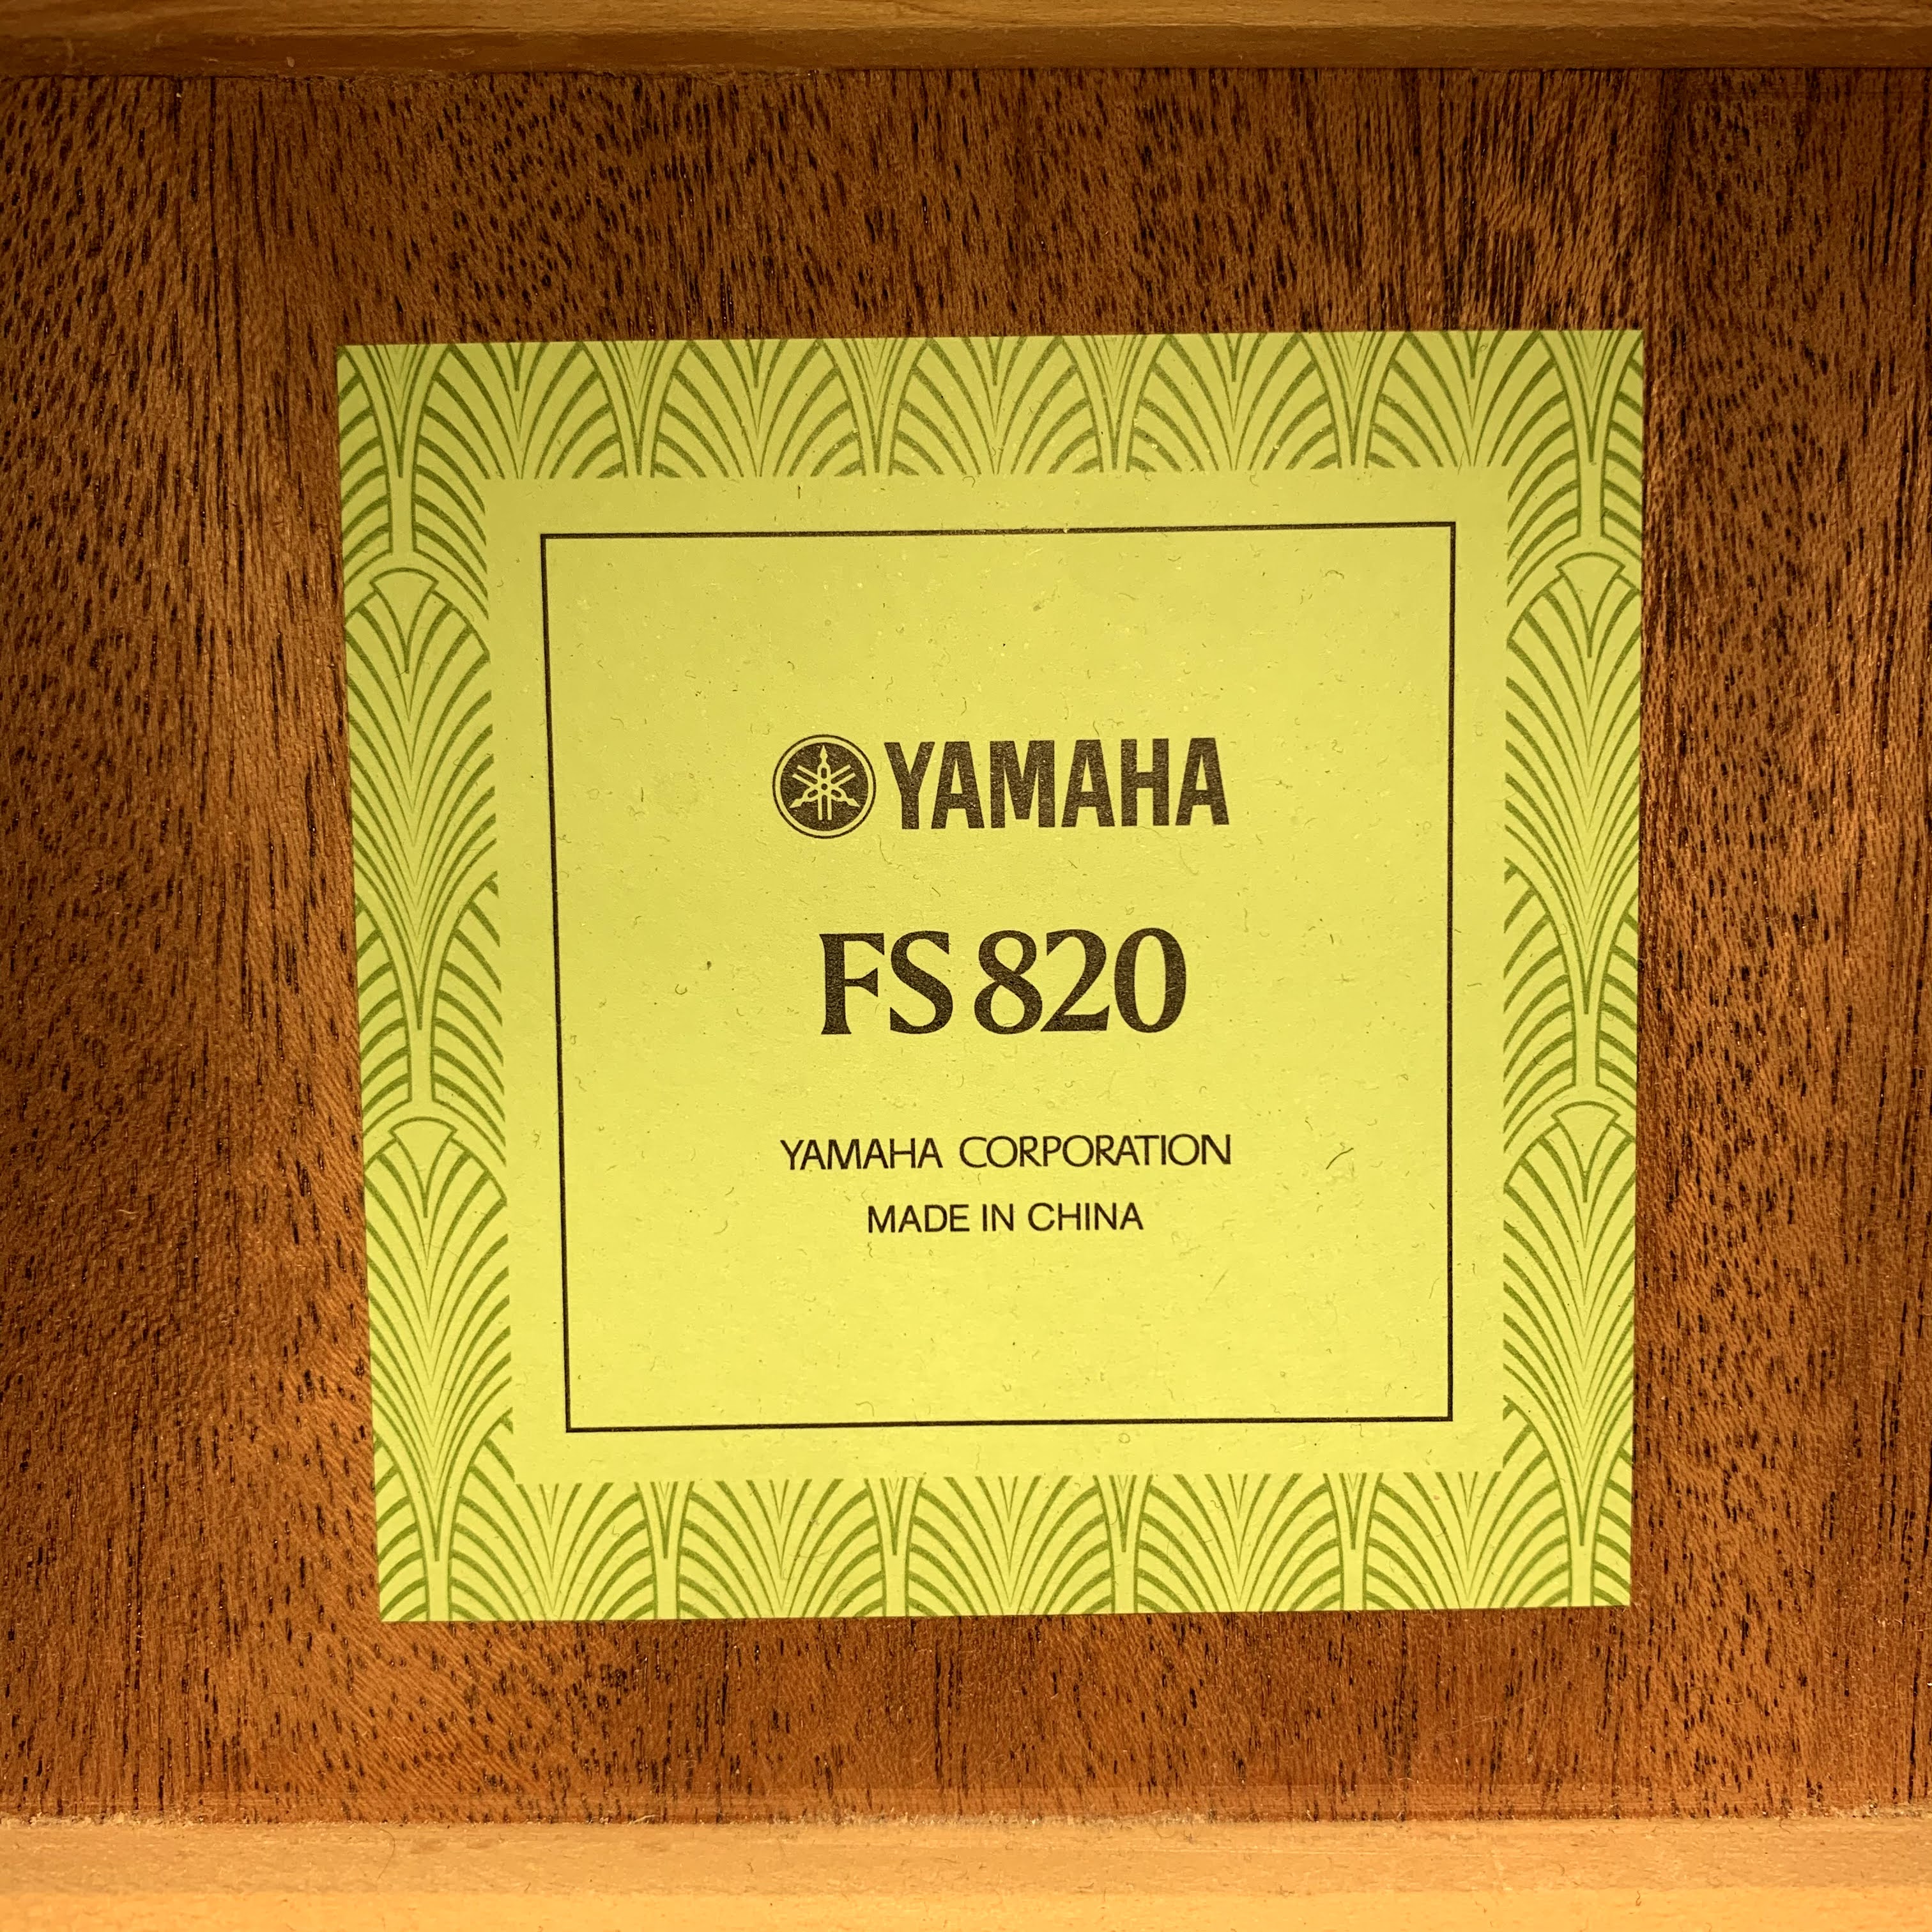 YAMAHA
FS 820
YAMAHA CORPORATION
MADE IN CHINA